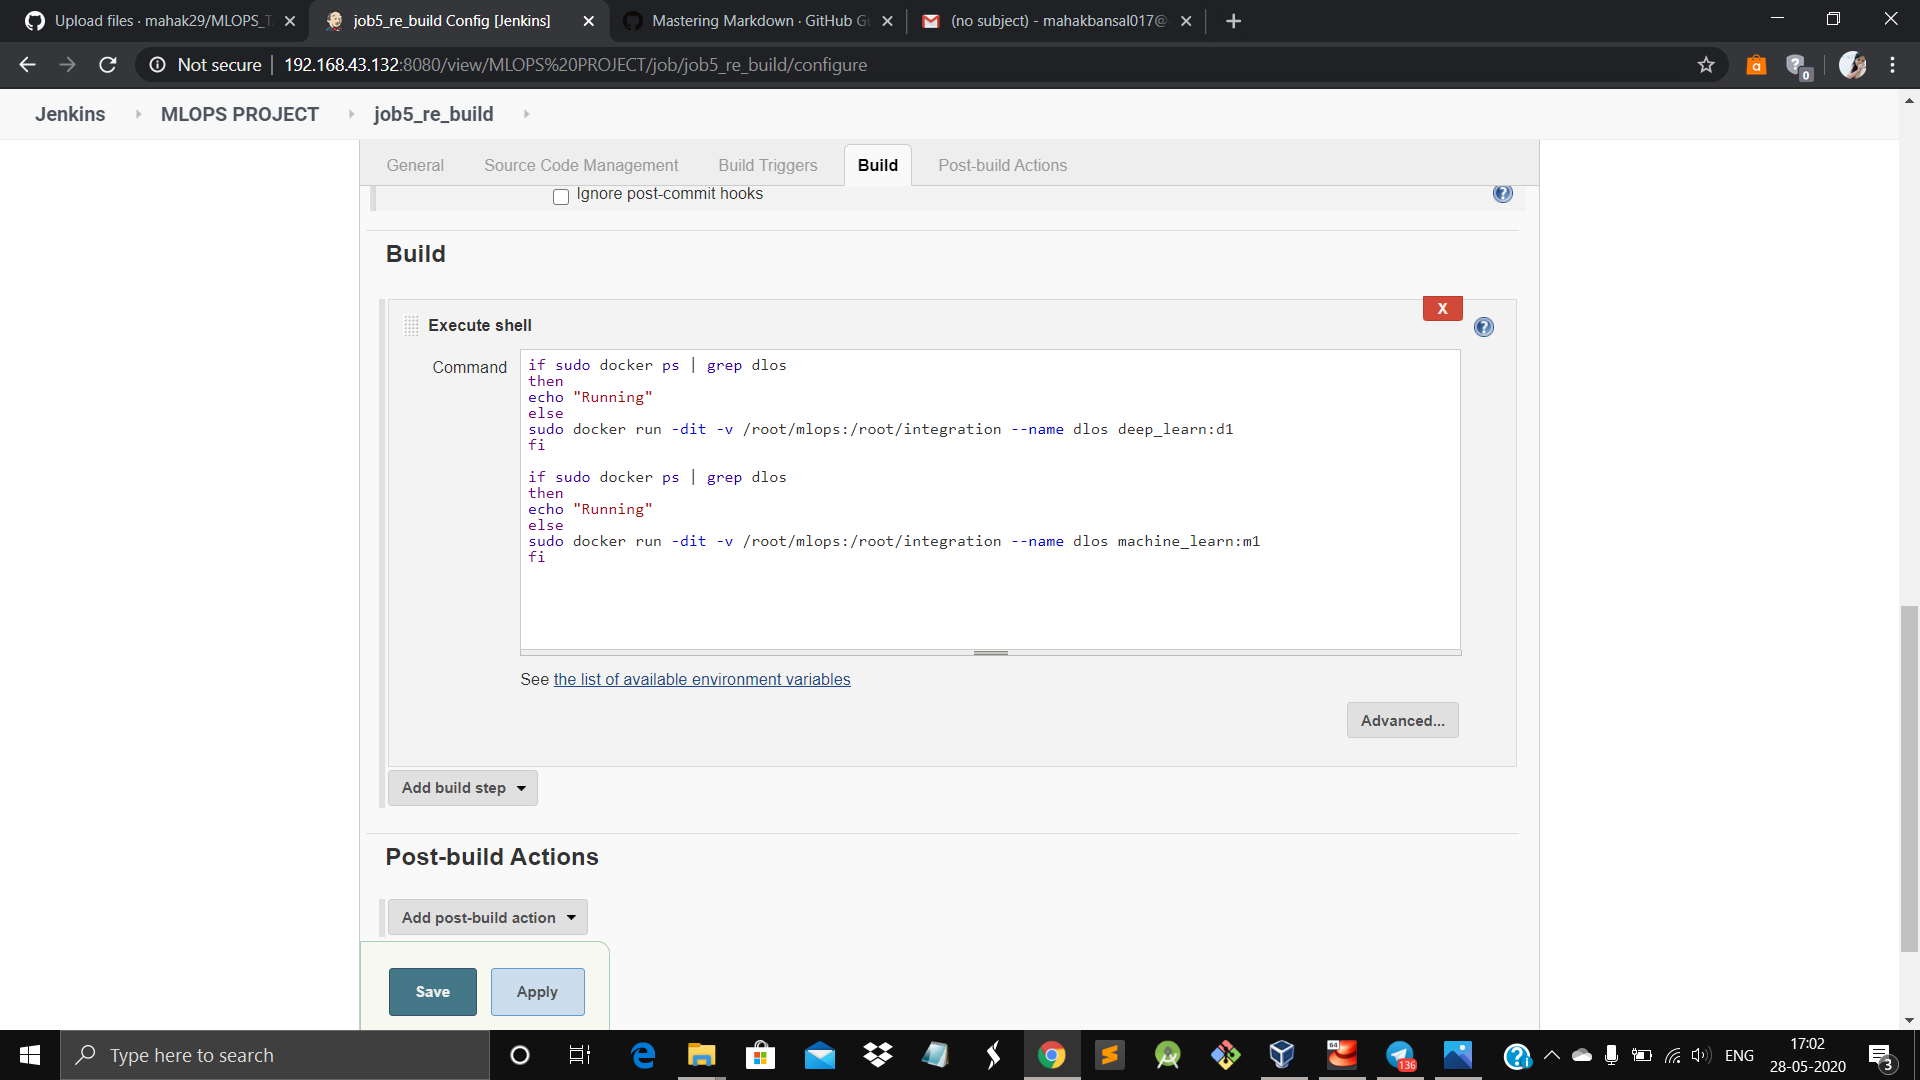 Upload files · mahak29/MLOPS_T
job5_re_build Config [Jenkins]
Mastering Markdown · GitHub Gu
(no subject) - mahakbansal017@
Not secure
192.168.43.132:8080/view/MLOPS%20PROJECT/job/job5_re_build/configure
0
Jenkins
MLOPS PROJECT
job5_re_build
General
Source Code Management
Build Triggers
Build
Post-build Actions
Ignore post-commit hooks
Build
X
Execute shell
Command
if sudo docker ps | grep dlos
then
echo "Running"
else
sudo docker run -dit -v /root/mlops:/root/integration --name dlos deep_learn:d1
fi
if sudo docker ps | grep dlos
then
echo "Running"
else
sudo docker run -dit -v /root/mlops:/root/integration --name dlos machine_learn:m1
fi
See the list of available environment variables
Advanced...
Add build step
Post-build Actions
Add post-build action
Save
Apply
Type here to search
64
136
ENG
17:02
28-05-2020
3